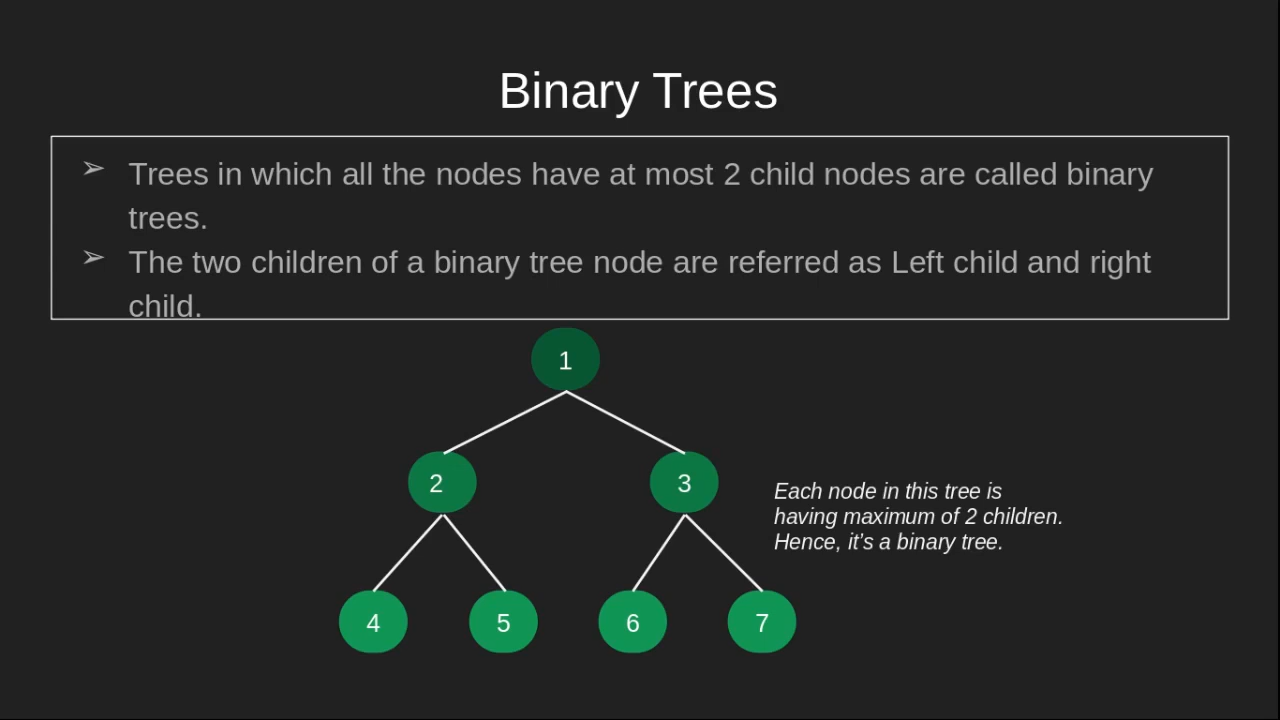 Binary Trees
➢ Trees in which all the nodes have at most 2 child nodes are called binary
trees.
➢ The two children of a binary tree node are referred as Left child and right
child.
1
2 3
Each node in this tree is
having maximum of 2 children.
Hence, it’s a binary tree.
4 5 6 7